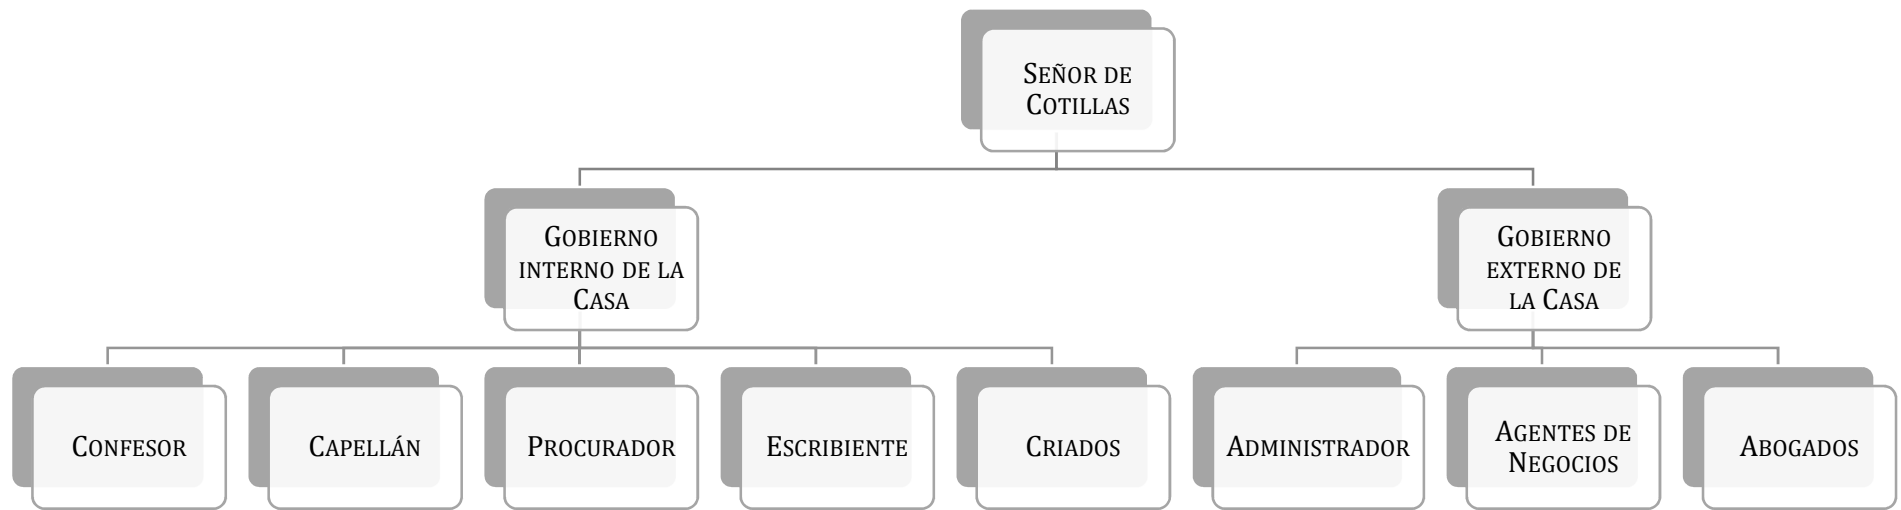 Señor de
Cotillas
Gobierno
interno de la
Casa
Gobierno
externo de
la Casa
Confesor
Capellán
Procurador
Escribiente
Criados
Administrador
Agentes de
Negocios
Abogados